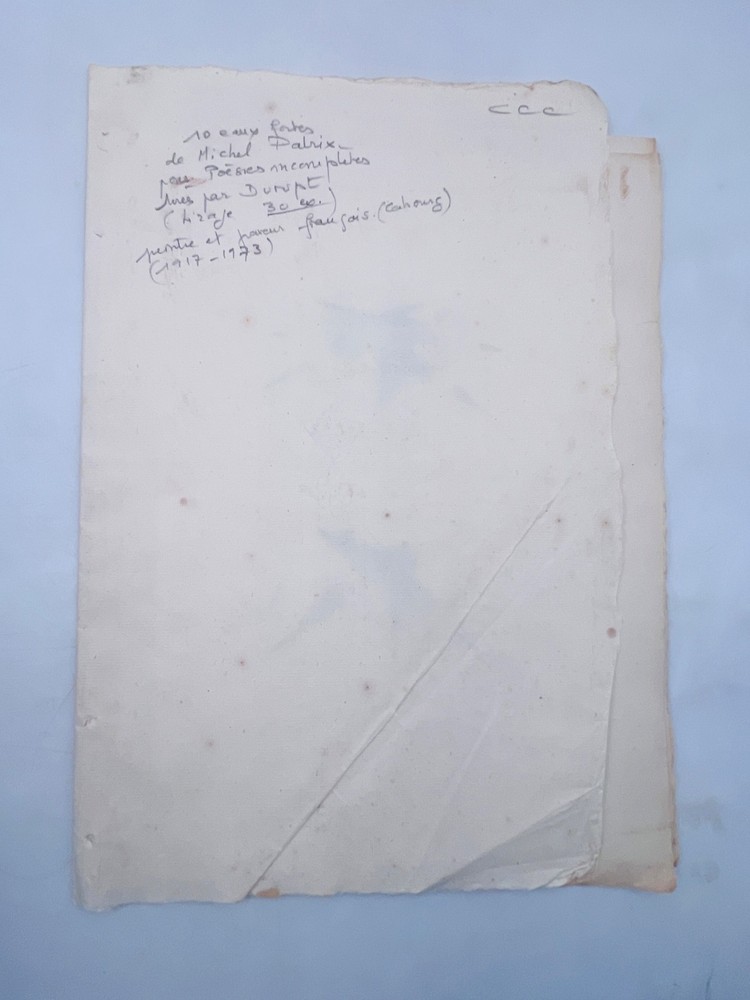 c c c
10 eaux fortes
de Michel Patrix
pour Poésies incomplètes
tirés par Durupt
(tirage 30 ex.)
peintre et graveur français. (Cabourg)
(1917-1973)